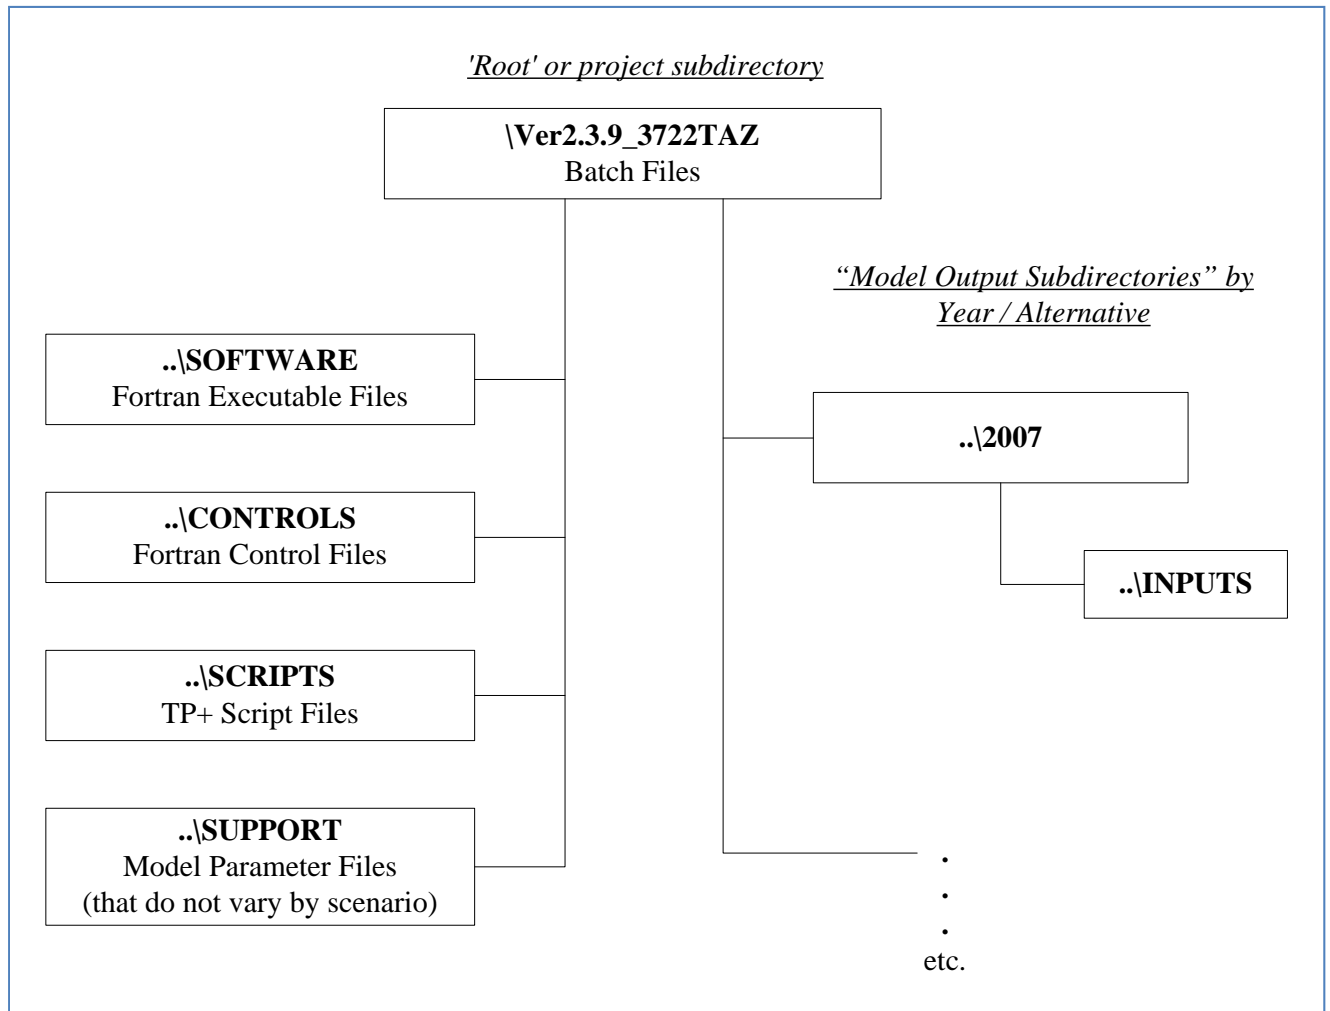 'Root' or project subdirectory
\Ver2.3.9_3722TAZ
Batch Files
“Model Output Subdirectories” by
Year / Alternative
..\SOFTWARE
Fortran Executable Files
..\2007
..\CONTROLS
Fortran Control Files
..\INPUTS
..\SCRIPTS
TP+ Script Files
..\SUPPORT
Model Parameter Files
(that do not vary by scenario)
.
.
.
etc.